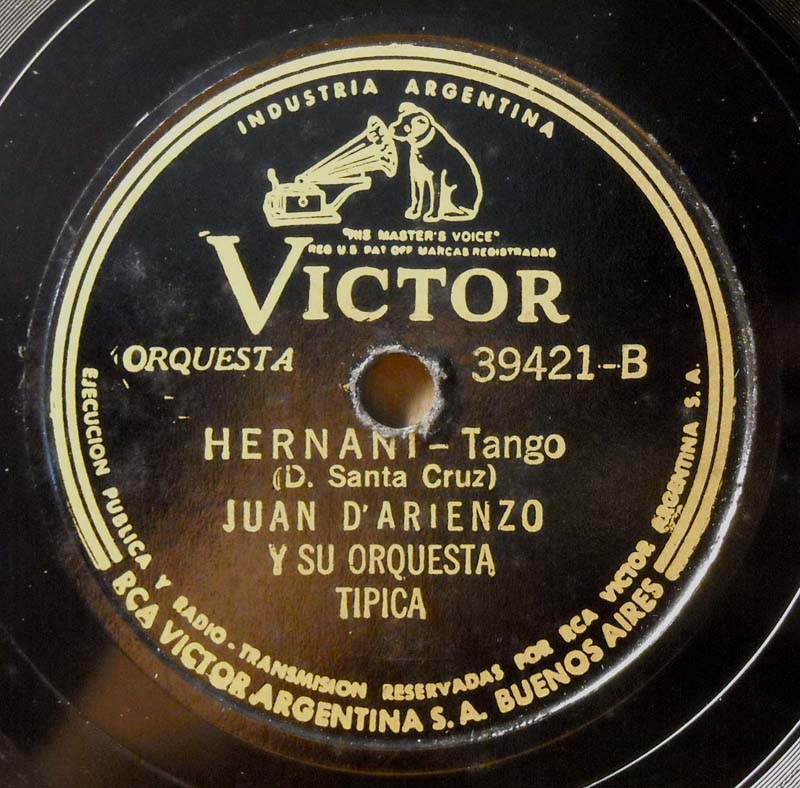 INDUSTRIA ARGENTINA
"HIS MASTER'S VOICE"
REG U.S PAT OFF MARCAS REGISTRADAS
VICTOR
ORQUESTA
39421-B
HERNANI - Tango
(D. Santa Cruz)
JUAN D'ARIENZO
Y SU ORQUESTA
TIPICA
EJECUCION PUBLICA Y RADIO-TRANSMISION RESERVADAS POR RCA VICTOR ARGENTINA S.A.
RCA VICTOR ARGENTINA S.A. BUENOS AIRES